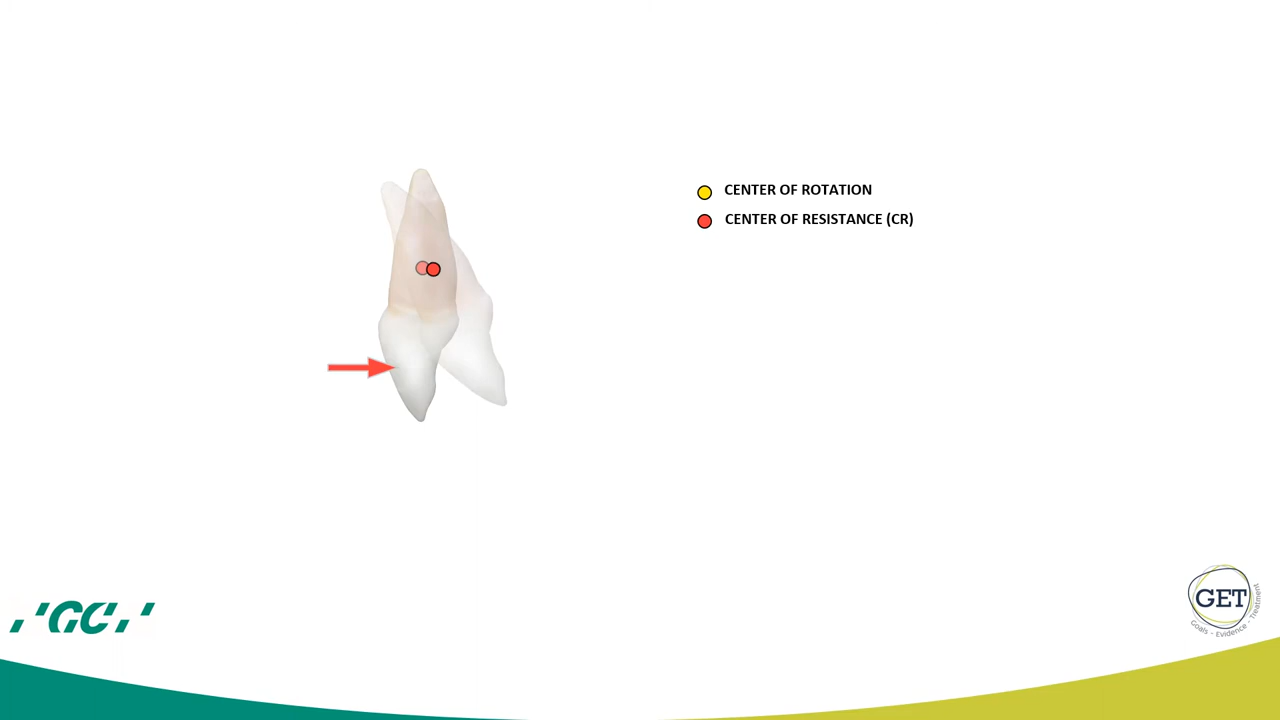 CENTER OF ROTATION
CENTER OF RESISTANCE (CR)
GC
GET
Goals - Evidence - Treatment